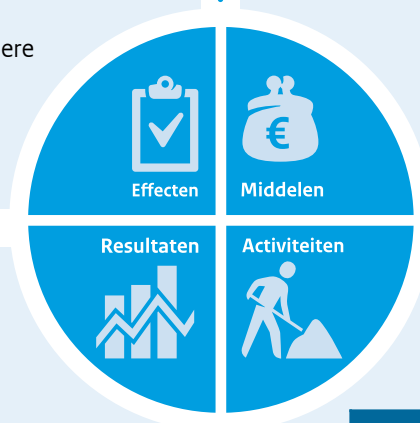 ere
Effecten
Middelen
Resultaten
Activiteiten
€